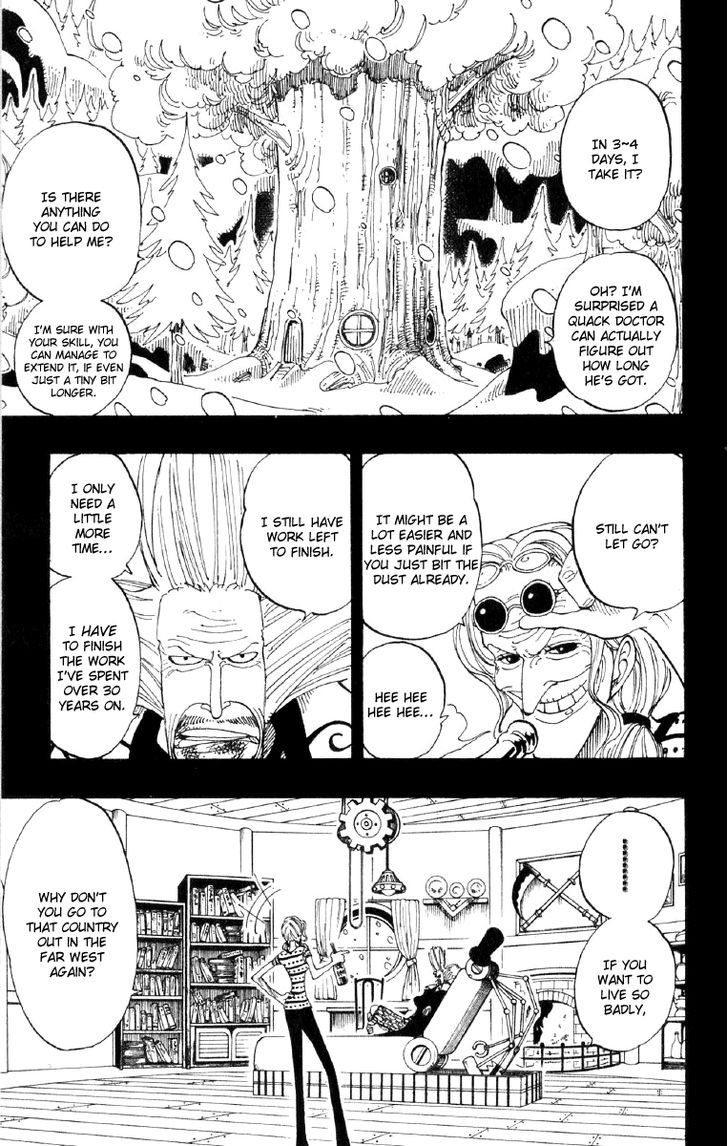 IN 3~4
DAYS, I
TAKE IT?
OH? I'M
SURPRISED A
QUACK DOCTOR
CAN ACTUALLY
FIGURE OUT
HOW LONG
HE'S GOT.
IS THERE
ANYTHING
YOU CAN DO
TO HELP ME?
I'M SURE WITH
YOUR SKILL, YOU
CAN MANAGE TO
EXTEND IT, IF EVEN
JUST A TINY BIT
LONGER.
STILL CAN'T
LET GO?
IT MIGHT BE A
LOT EASIER AND
LESS PAINFUL IF
YOU JUST BIT THE
DUST ALREADY.
HEE HEE
HEE HEE...
I STILL HAVE
WORK LEFT
TO FINISH.
I ONLY
NEED A
LITTLE
MORE
TIME...
I HAVE
TO FINISH
THE WORK
I'VE SPENT
OVER 30
YEARS ON.
IF YOU
WANT TO
LIVE SO
BADLY,
WHY DON'T
YOU GO TO
THAT COUNTRY
OUT IN THE
FAR WEST
AGAIN?